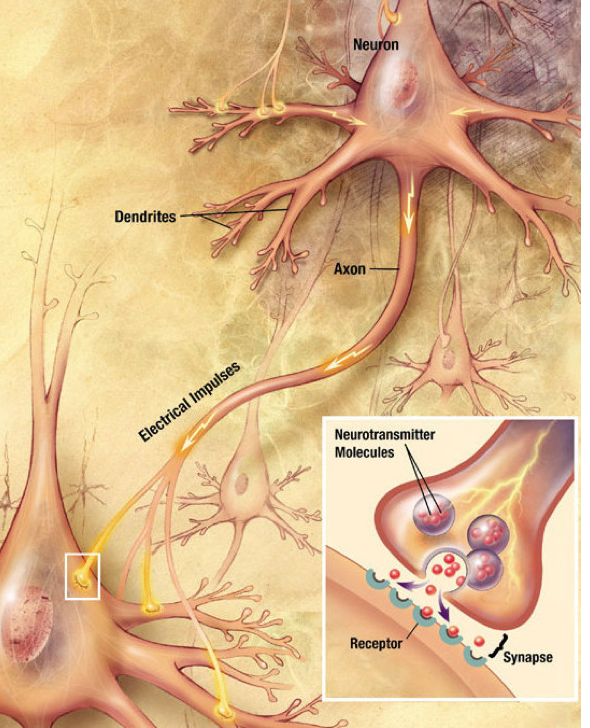 Neuron
Dendrites
Axon
Electrical Impulses
Neurotransmitter
Molecules
Receptor
Synapse